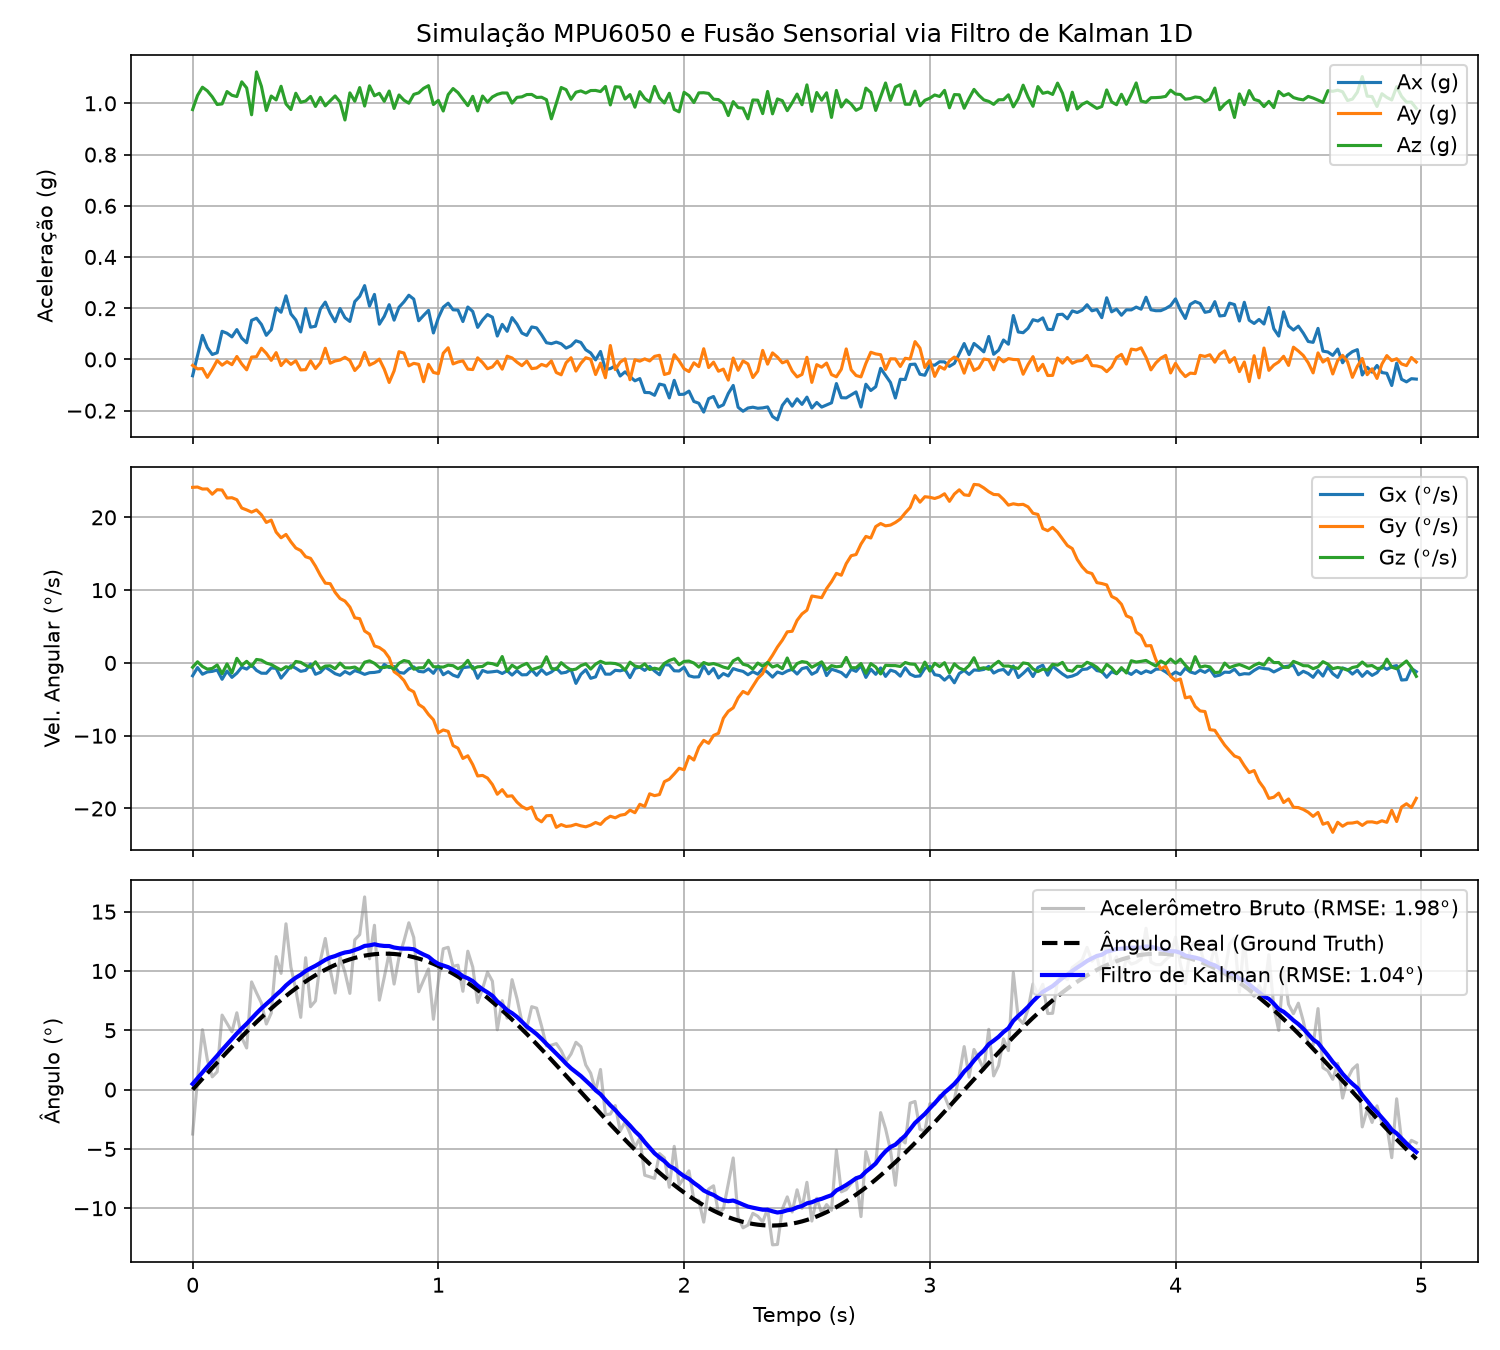 Simulação MPU6050 e Fusão Sensorial via Filtro de Kalman 1D
Aceleração (g)
1.0
0.8
0.6
0.4
0.2
0.0
−0.2
Ax (g)
Ay (g)
Az (g)
Vel. Angular (°/s)
20
10
0
−10
−20
Gx (°/s)
Gy (°/s)
Gz (°/s)
Ângulo (°)
15
10
5
0
−5
−10
Acelerômetro Bruto (RMSE: 1.98°)
Ângulo Real (Ground Truth)
Filtro de Kalman (RMSE: 1.04°)
0
1
2
3
4
5
Tempo (s)